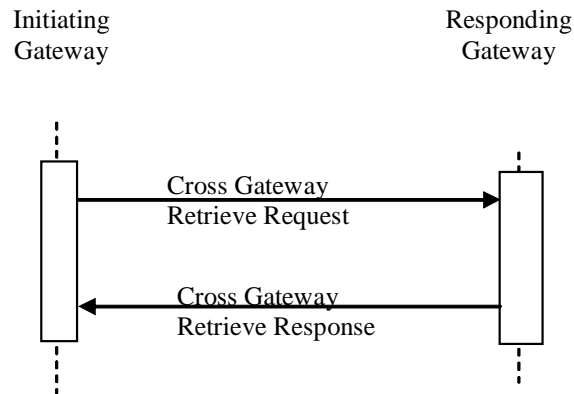 Initiating
Gateway
Responding
Gateway
Cross Gateway
Retrieve Request
Cross Gateway
Retrieve Response